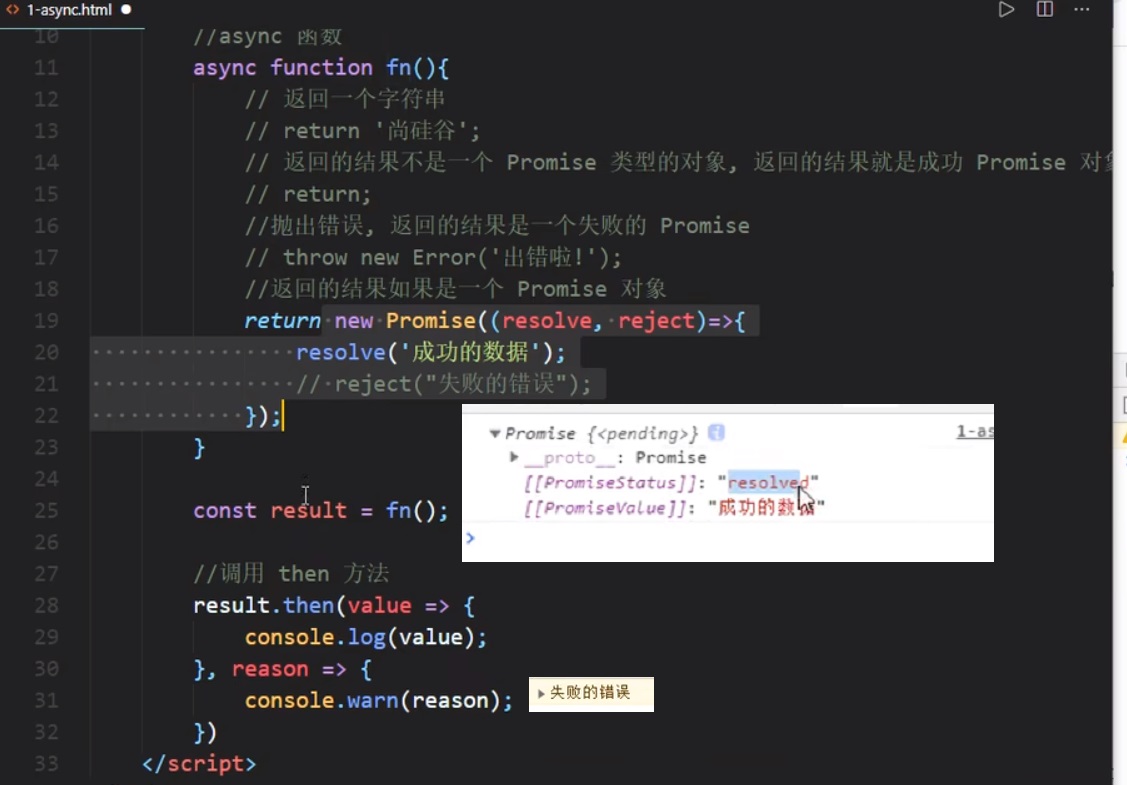 <> 1-async.html ●
10 //async 函数
11 async function fn(){
12 // 返回一个字符串
13 // return '尚硅谷';
14 // 返回的结果不是一个 Promise 类型的对象, 返回的结果就是成功 Promise 对象
15 // return;
16 //抛出错误, 返回的结果是一个失败的 Promise
17 // throw new Error('出错啦!');
18 //返回的结果如果是一个 Promise 对象
19 return new Promise((resolve, reject)=>{
20 resolve('成功的数据');
21 // reject("失败的错误");
22 });
23 }
24
25 const result = fn();
26
27 //调用 then 方法
28 result.then(value => {
29 console.log(value);
30 }, reason => {
31 console.warn(reason);
32 })
33 </script>
▼Promise {<pending>} i
1-as
▶__proto__: Promise
[[PromiseStatus]]: "resolved"
[[PromiseValue]]: "成功的数据"
>
▶失败的错误